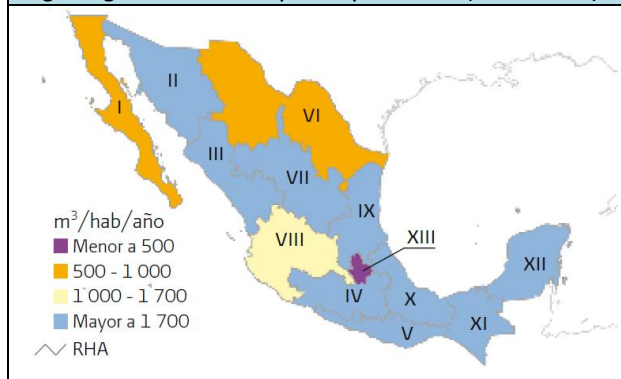 I
II
III
VI
VII
IX
VIII
XIII
IV
X
V
XI
XII
m³/hab/año
Menor a 500
500 - 1 000
1 000 - 1 700
Mayor a 1 700
RHA